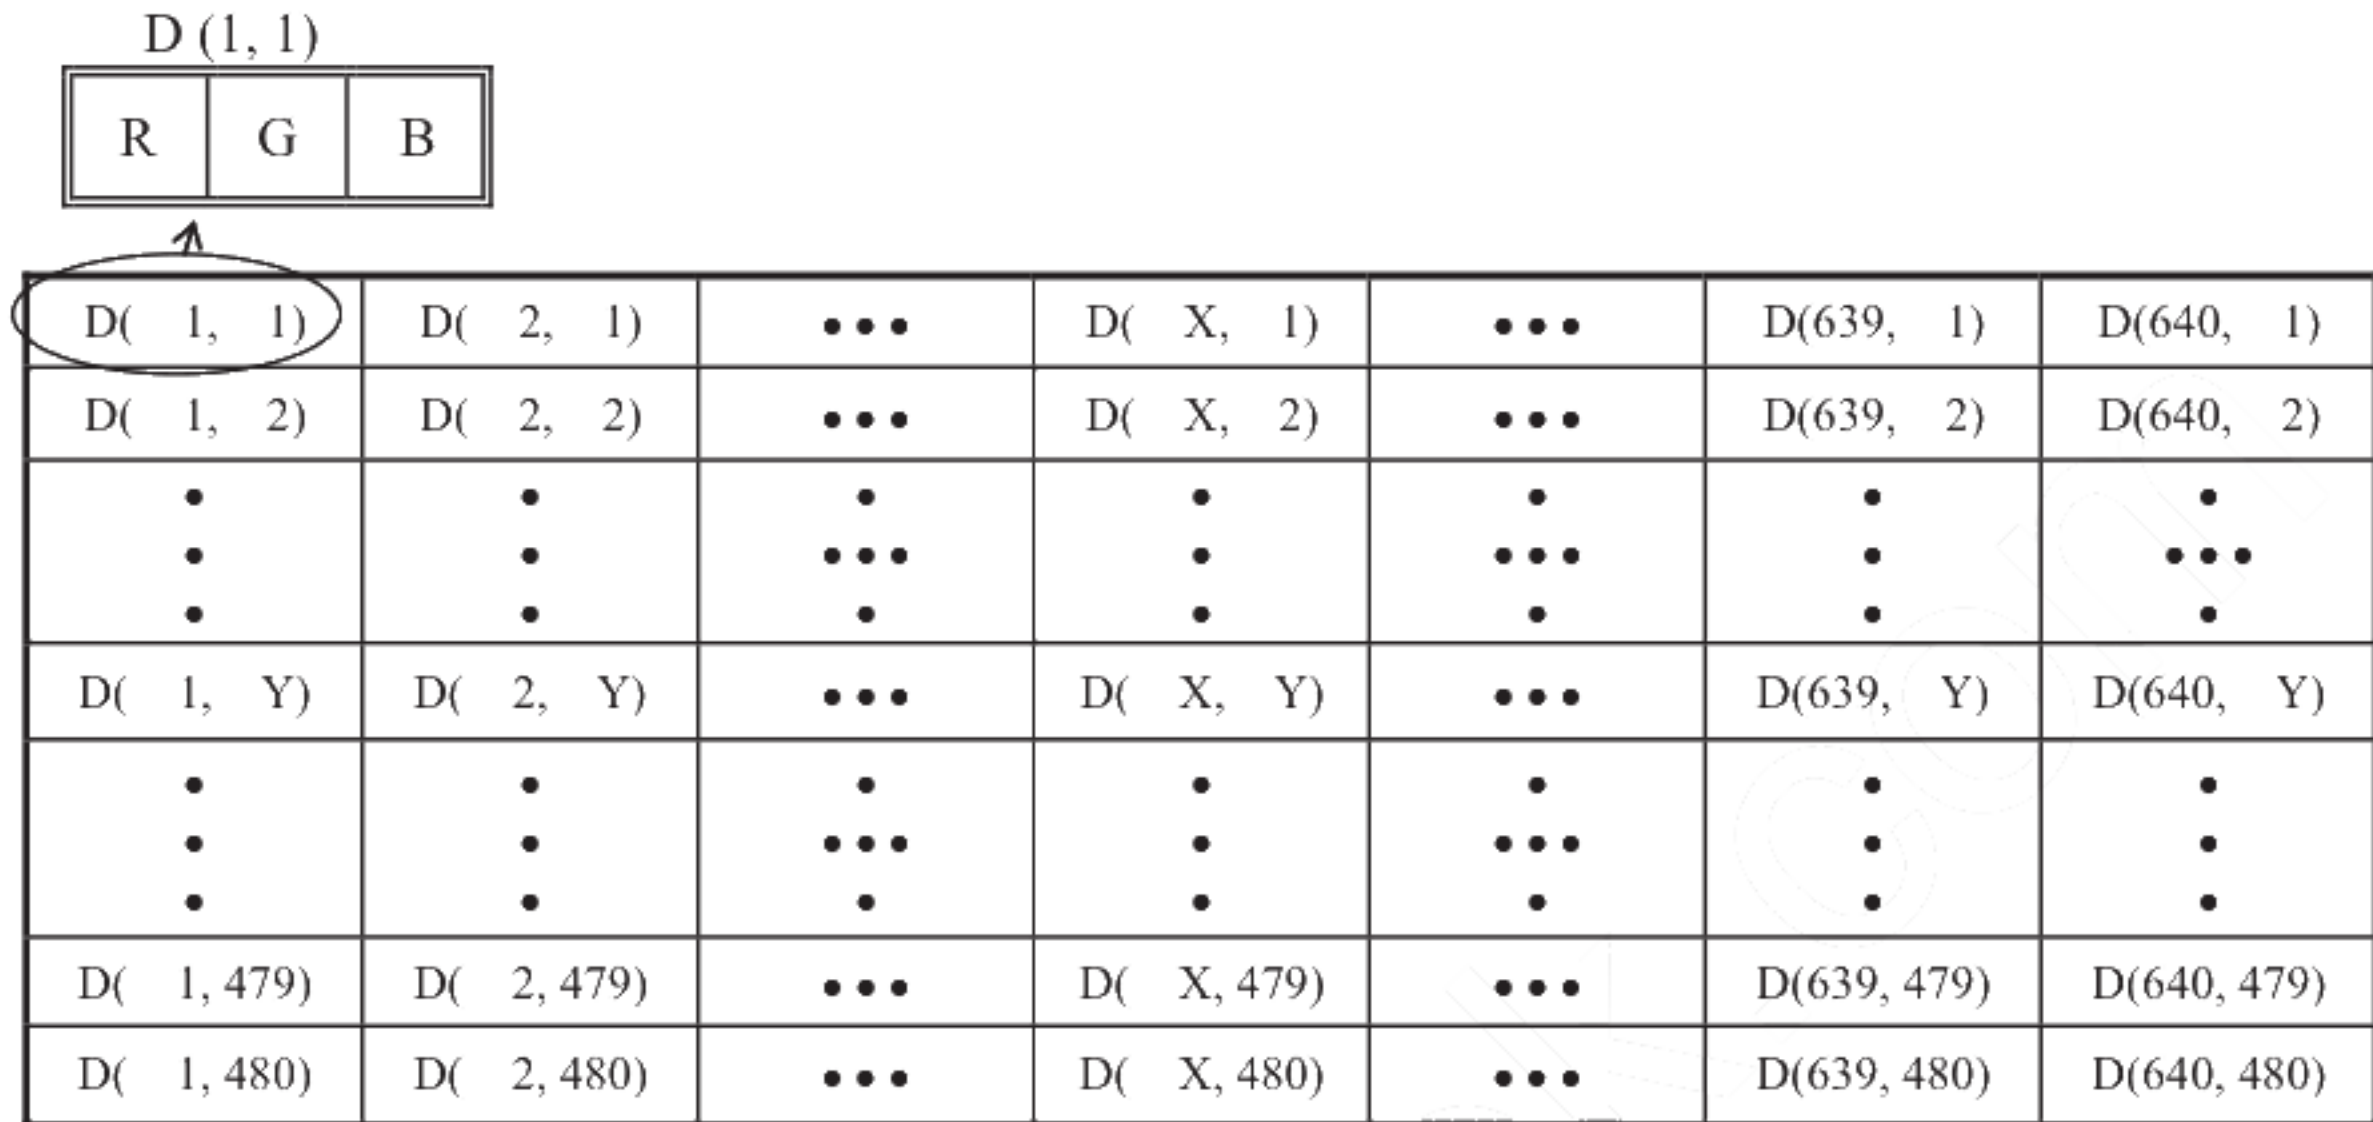 D (1, 1)
R G B
D( 1, 1) D( 2, 1) ••• D( X, 1) ••• D(639, 1) D(640, 1)
D( 1, 2) D( 2, 2) ••• D( X, 2) ••• D(639, 2) D(640, 2)
D( 1, Y) D( 2, Y) ••• D( X, Y) ••• D(639, Y) D(640, Y)
D( 1, 479) D( 2, 479) ••• D( X, 479) ••• D(639, 479) D(640, 479)
D( 1, 480) D( 2, 480) ••• D( X, 480) ••• D(639, 480) D(640, 480)